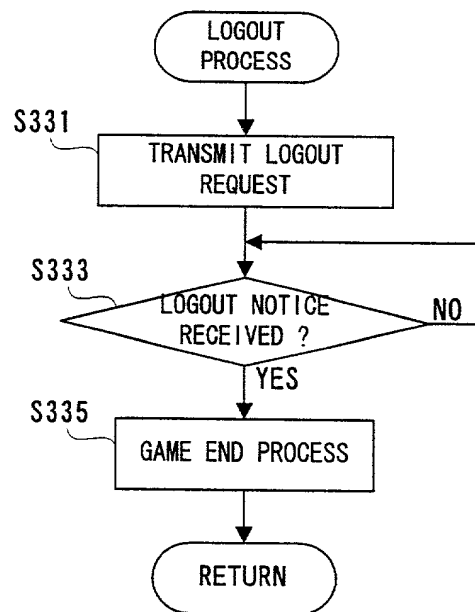 LOGOUT
PROCESS
S331
TRANSMIT LOGOUT
REQUEST
S333
LOGOUT NOTICE
RECEIVED ?
NO
YES
S335
GAME END PROCESS
RETURN